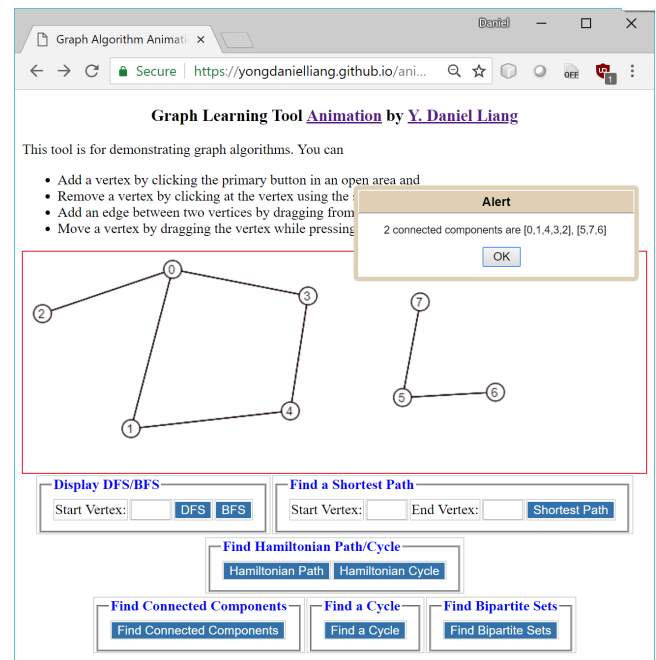 Daniel
Graph Algorithm Animati
Secure https://yongdanielliang.github.io/ani...
OFF
1
Graph Learning Tool Animation by Y. Daniel Liang
This tool is for demonstrating graph algorithms. You can
• Add a vertex by clicking the primary button in an open area and
• Remove a vertex by clicking at the vertex using the
• Add an edge between two vertices by dragging from
• Move a vertex by dragging the vertex while pressing
Alert
2 connected components are [0,1,4,3,2], [5,7,6]
OK
0
3
7
2
6
5
4
1
Display DFS/BFS
Start Vertex: DFS BFS
Find a Shortest Path
Start Vertex: End Vertex: Shortest Path
Find Hamiltonian Path/Cycle
Hamiltonian Path Hamiltonian Cycle
Find Connected Components
Find Connected Components
Find a Cycle
Find a Cycle
Find Bipartite Sets
Find Bipartite Sets